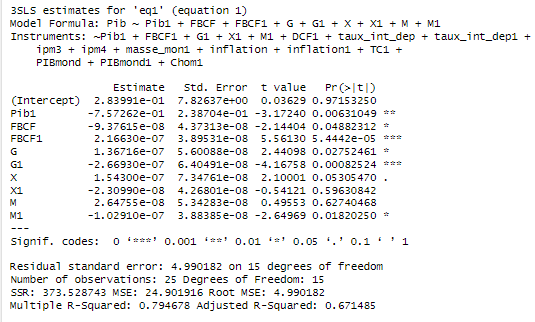 3SLS estimates for 'eq1' (equation 1)
Model Formula: Pib ~ Pib1 + FBCF + FBCF1 + G + G1 + X + X1 + M + M1
Instruments: ~Pib1 + FBCF1 + G1 + X1 + M1 + DCF1 + taux_int_dep + taux_int_dep1 +
ipm3 + ipm4 + masse_mon1 + inflation + inflation1 + TC1 +
PIBmond + PIBmond1 + Chom1
Estimate Std. Error t value Pr(>|t|)
(Intercept) 2.83991e-01 7.82637e+00 0.03629 0.97153250
Pib1 -7.57262e-01 2.38704e-01 -3.17240 0.00631049 **
FBCF -9.37615e-08 4.37313e-08 -2.14404 0.04882312 *
FBCF1 2.16630e-07 3.89531e-08 5.56130 5.4442e-05 ***
G 1.36716e-07 5.60088e-08 2.44098 0.02752461 *
G1 -2.66930e-07 6.40491e-08 -4.16758 0.00082524 ***
X 1.54300e-07 7.34761e-08 2.10001 0.05305470 .
X1 -2.30990e-08 4.26801e-08 -0.54121 0.59630842
M 2.64755e-08 5.34283e-08 0.49553 0.62740468
M1 -1.02910e-07 3.88385e-08 -2.64969 0.01820250 *
---
Signif. codes: 0 ‘***’ 0.001 ‘**’ 0.01 ‘*’ 0.05 ‘.’ 0.1 ‘ ’ 1
Residual standard error: 4.990182 on 15 degrees of freedom
Number of observations: 25 Degrees of Freedom: 15
SSR: 373.528743 MSE: 24.901916 Root MSE: 4.990182
Multiple R-Squared: 0.794678 Adjusted R-Squared: 0.671485